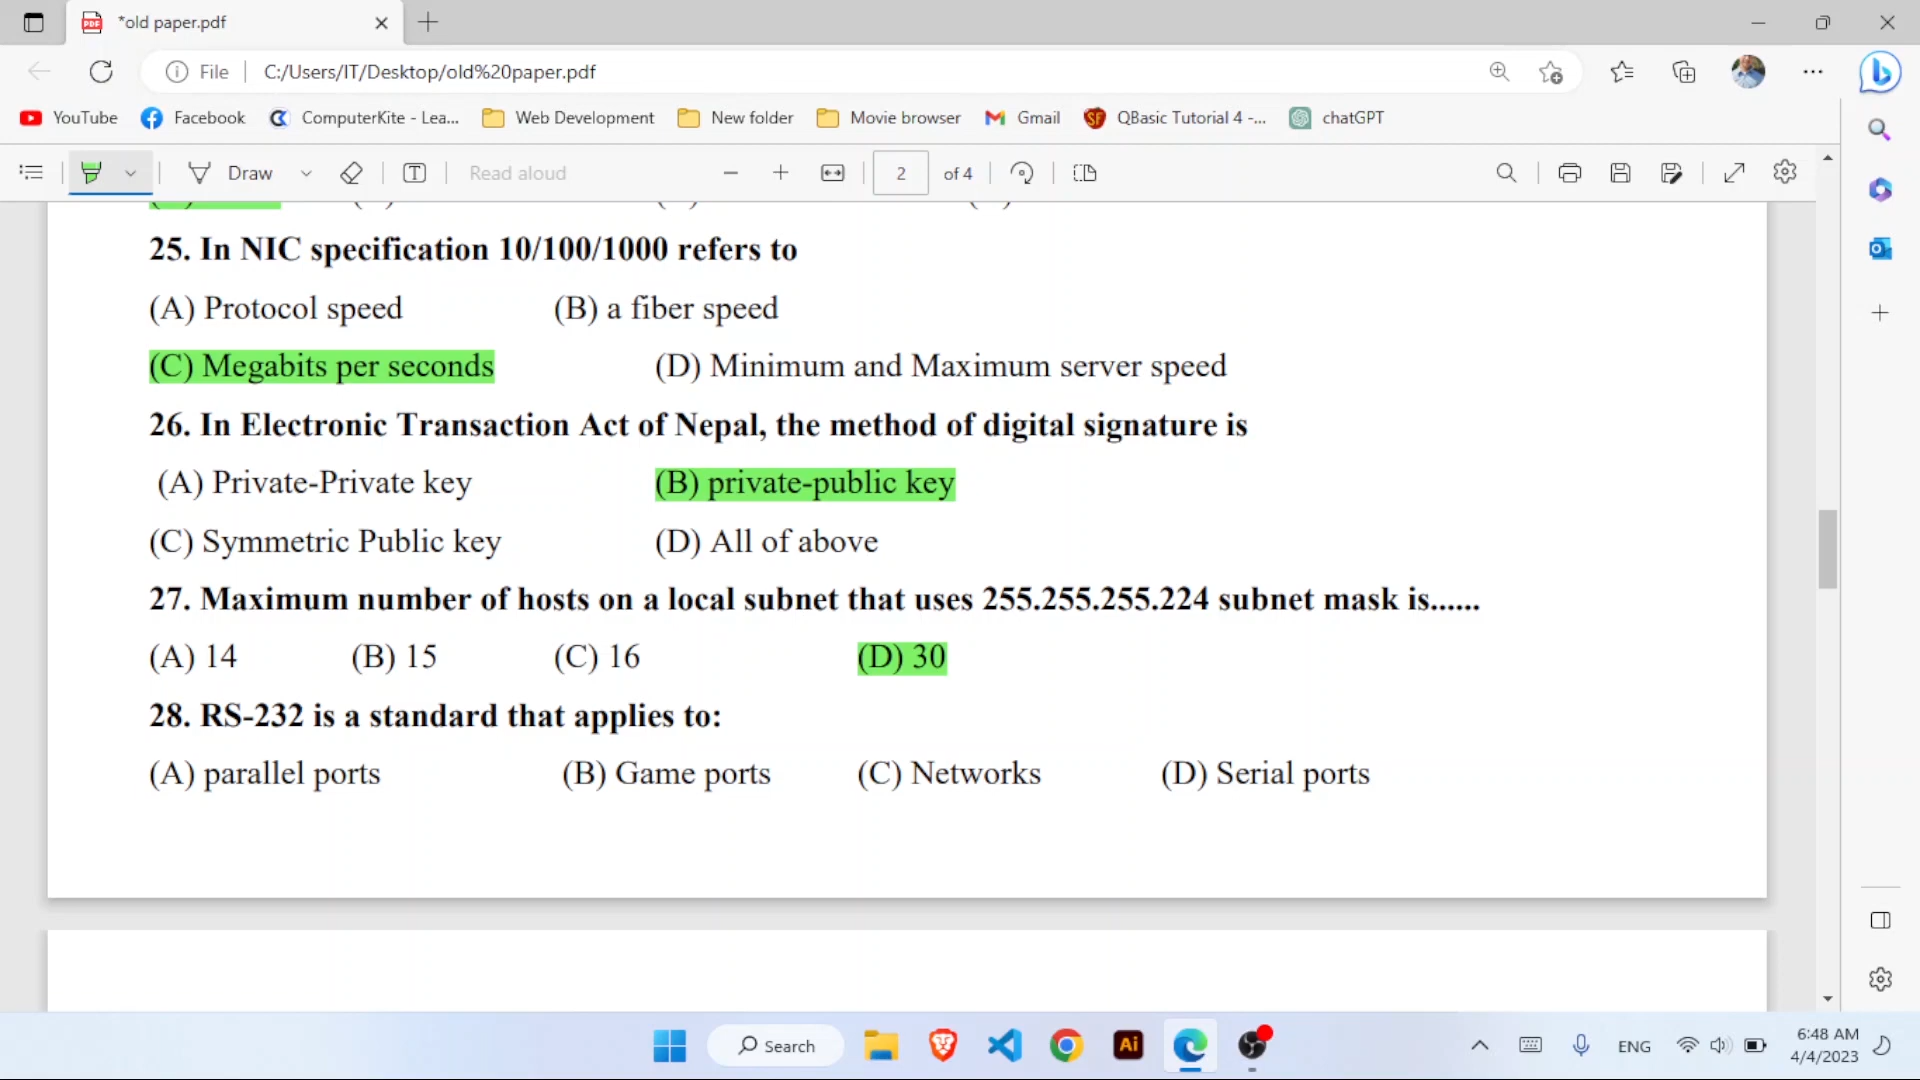 *old paper.pdf
File C:/Users/IT/Desktop/old%20paper.pdf
YouTube Facebook ComputerKite - Lea... Web Development New folder Movie browser Gmail QBasic Tutorial 4 -... chatGPT
Draw Read aloud 2 of 4
25. In NIC specification 10/100/1000 refers to
(A) Protocol speed (B) a fiber speed
(C) Megabits per seconds (D) Minimum and Maximum server speed
26. In Electronic Transaction Act of Nepal, the method of digital signature is
(A) Private-Private key (B) private-public key
(C) Symmetric Public key (D) All of above
27. Maximum number of hosts on a local subnet that uses 255.255.255.224 subnet mask is......
(A) 14 (B) 15 (C) 16 (D) 30
28. RS-232 is a standard that applies to:
(A) parallel ports (B) Game ports (C) Networks (D) Serial ports
Search Ai ENG 6:48 AM
4/4/2023